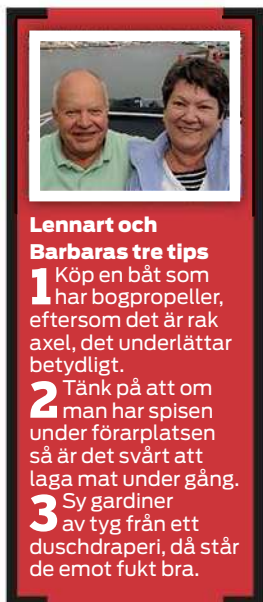 Lennart och
Barbaras tre tips
1 Köp en båt som
har bogpropeller,
eftersom det är rak
axel, det underlättar
betydligt.
2 Tänk på att om
man har spisen
under förarplatsen
så är det svårt att
laga mat under gång.
3 Sy gardiner
av tyg från ett
duschdraperi, då står
de emot fukt bra.